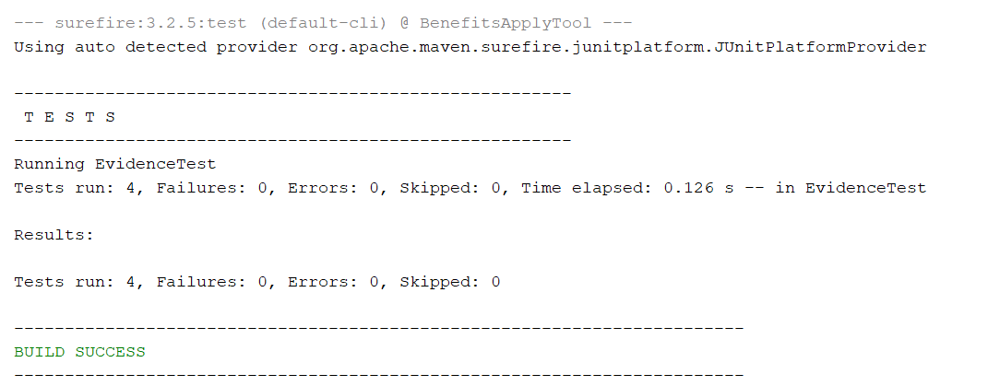 --- surefire:3.2.5:test (default-cli) @ BenefitsApplyTool ---
Using auto detected provider org.apache.maven.surefire.junitplatform.JUnitPlatformProvider
-------------------------------------------------------
T E S T S
-------------------------------------------------------
Running EvidenceTest
Tests run: 4, Failures: 0, Errors: 0, Skipped: 0, Time elapsed: 0.126 s -- in EvidenceTest
Results:
Tests run: 4, Failures: 0, Errors: 0, Skipped: 0
------------------------------------------------------------------------
BUILD SUCCESS
------------------------------------------------------------------------